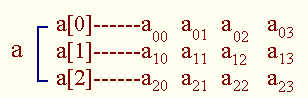 a[0]------a₀₀ a₀₁ a₀₂ a₀₃
a a[1]------a₁₀ a₁₁ a₁₂ a₁₃
a[2]------a₂₀ a₂₁ a₂₂ a₂₃